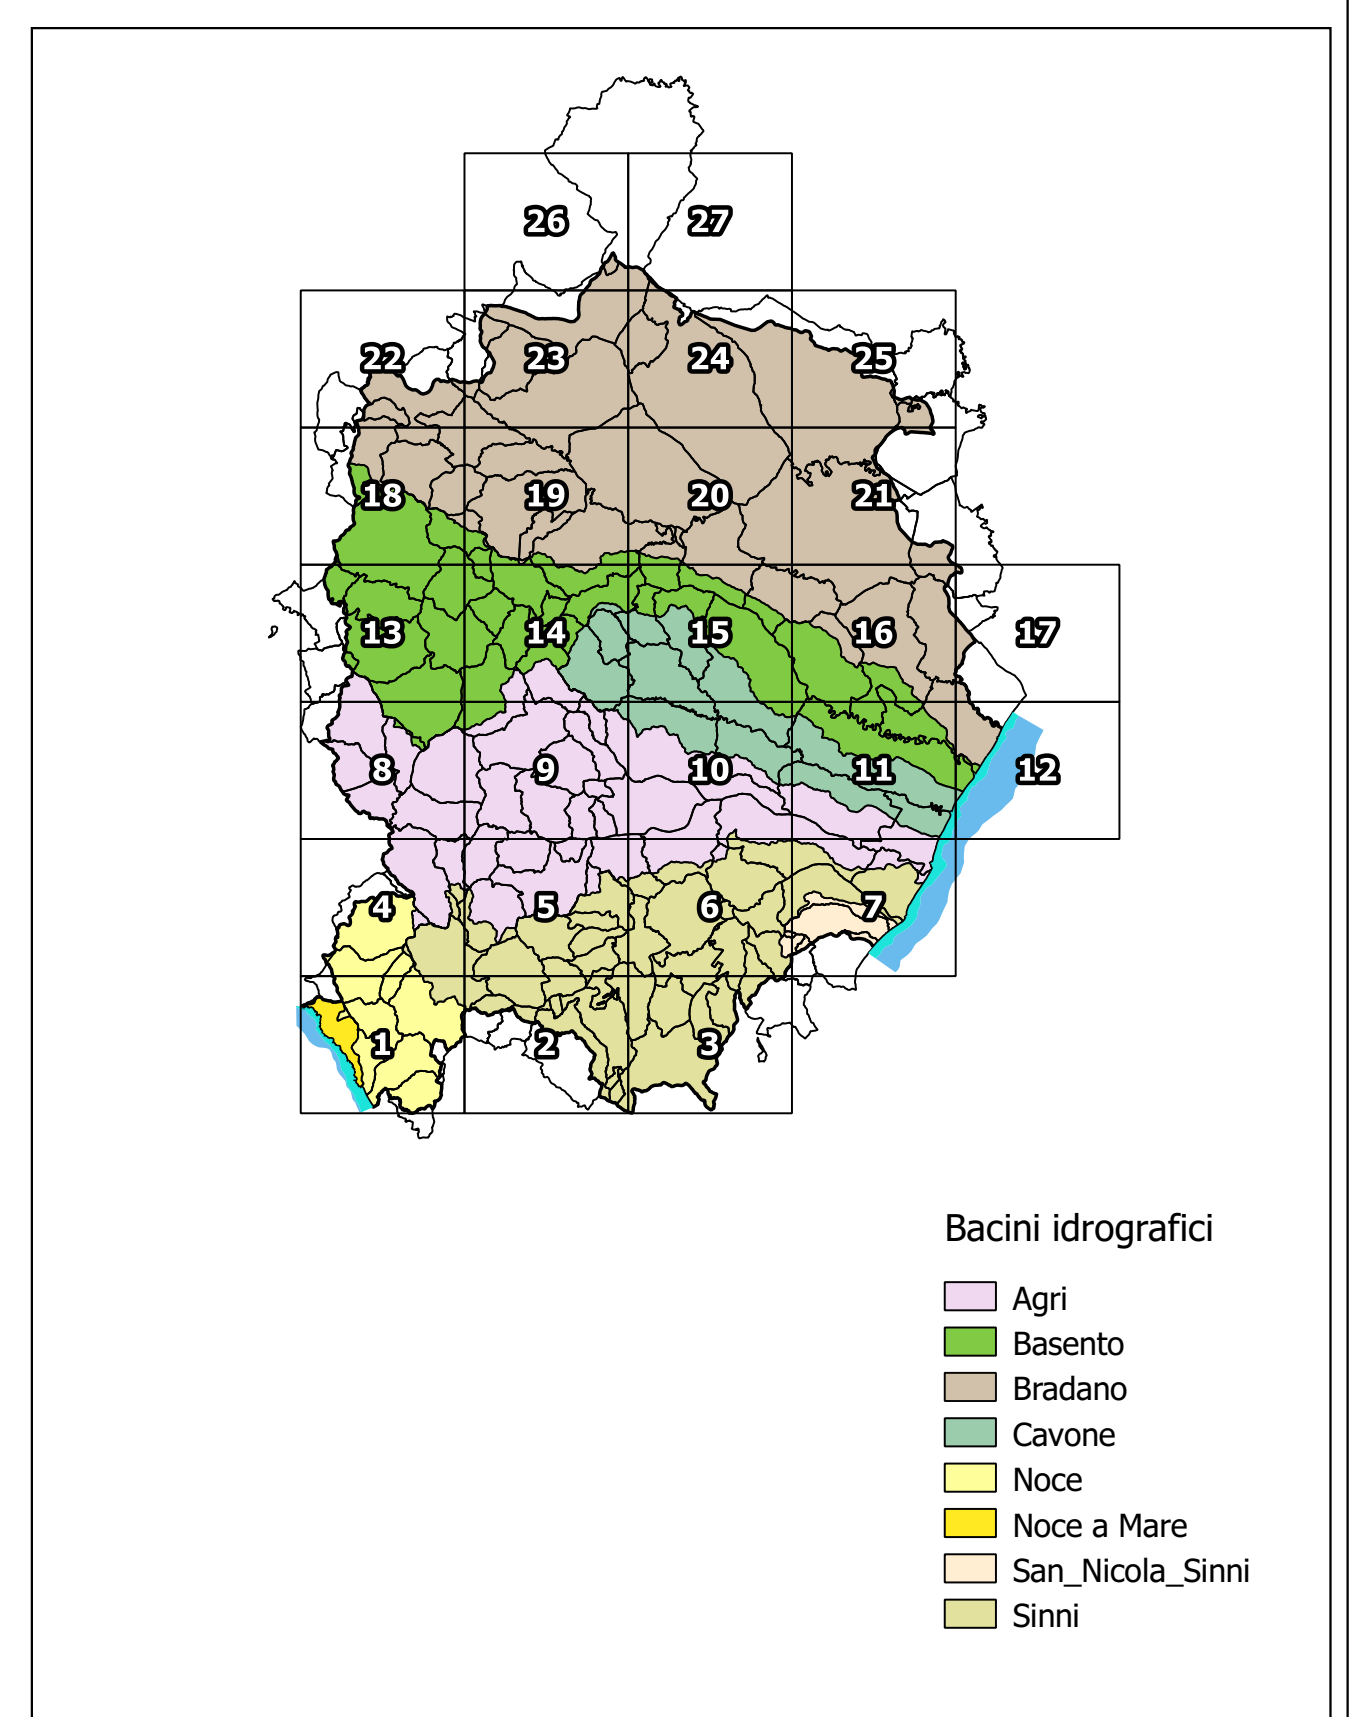 26 27
22 23 24 25
18 19 20 21
13 14 15 16 17
8 9 10 11 12
4 5 6 7
1 2 3
Bacini idrografici
Agri
Basento
Bradano
Cavone
Noce
Noce a Mare
San_Nicola_Sinni
Sinni